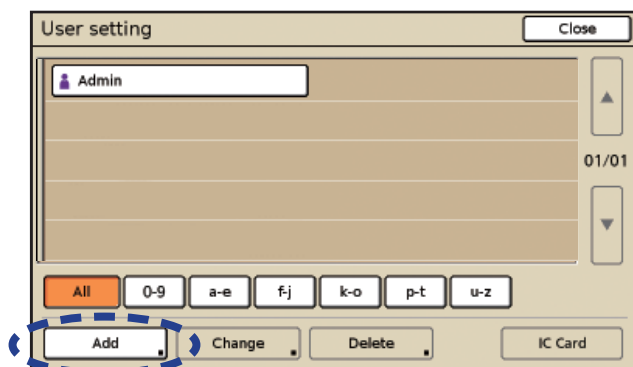 User setting Close
Admin
01/01
All 0-9 a-e f-j k-o p-t u-z
Add Change Delete IC Card